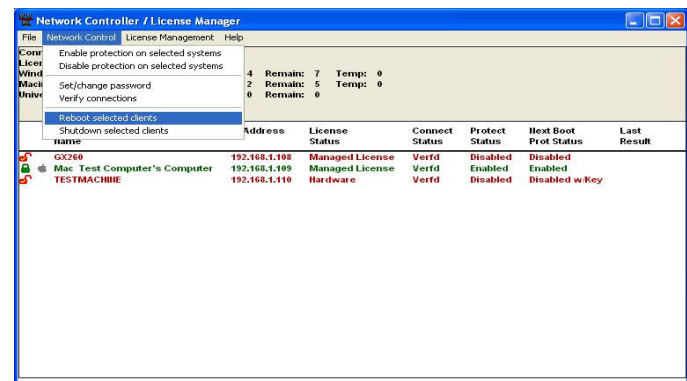 Network Controller / License Manager
File Network Control License Management Help
Enable protection on selected systems
Disable protection on selected systems
4 Remain: 7 Temp: 0
Set/change password
2 Remain: 5 Temp: 0
Verify connections
0 Remain: 0
Reboot selected clients
Shutdown selected clients
Address License Status Connect Status Protect Status Next Boot Prot Status Last Result
name
GX260 192.168.1.108 Managed License Verfd Disabled Disabled
Mac Test Computer's Computer 192.168.1.109 Managed License Verfd Enabled Enabled
TESTMACHINE 192.168.1.110 Hardware Verfd Disabled Disabled w/Key